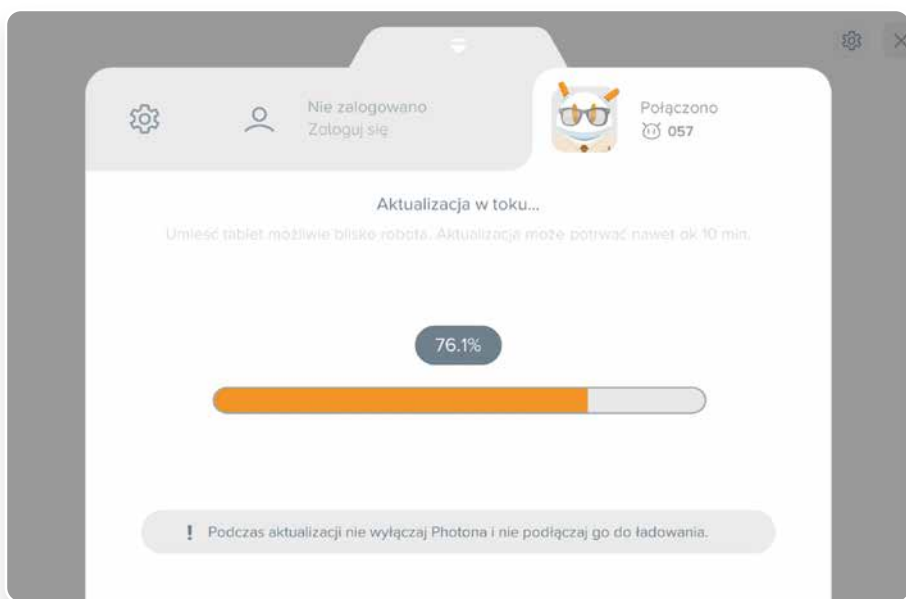 Nie zalogowano
Zaloguj się
Połączono
057
Aktualizacja w toku...
Umieść tablet możliwie blisko robota. Aktualizacja może potrwać nawet ok 10 min.
76.1%
! Podczas aktualizacji nie wyłączaj Photona i nie podłączaj go do ładowania.